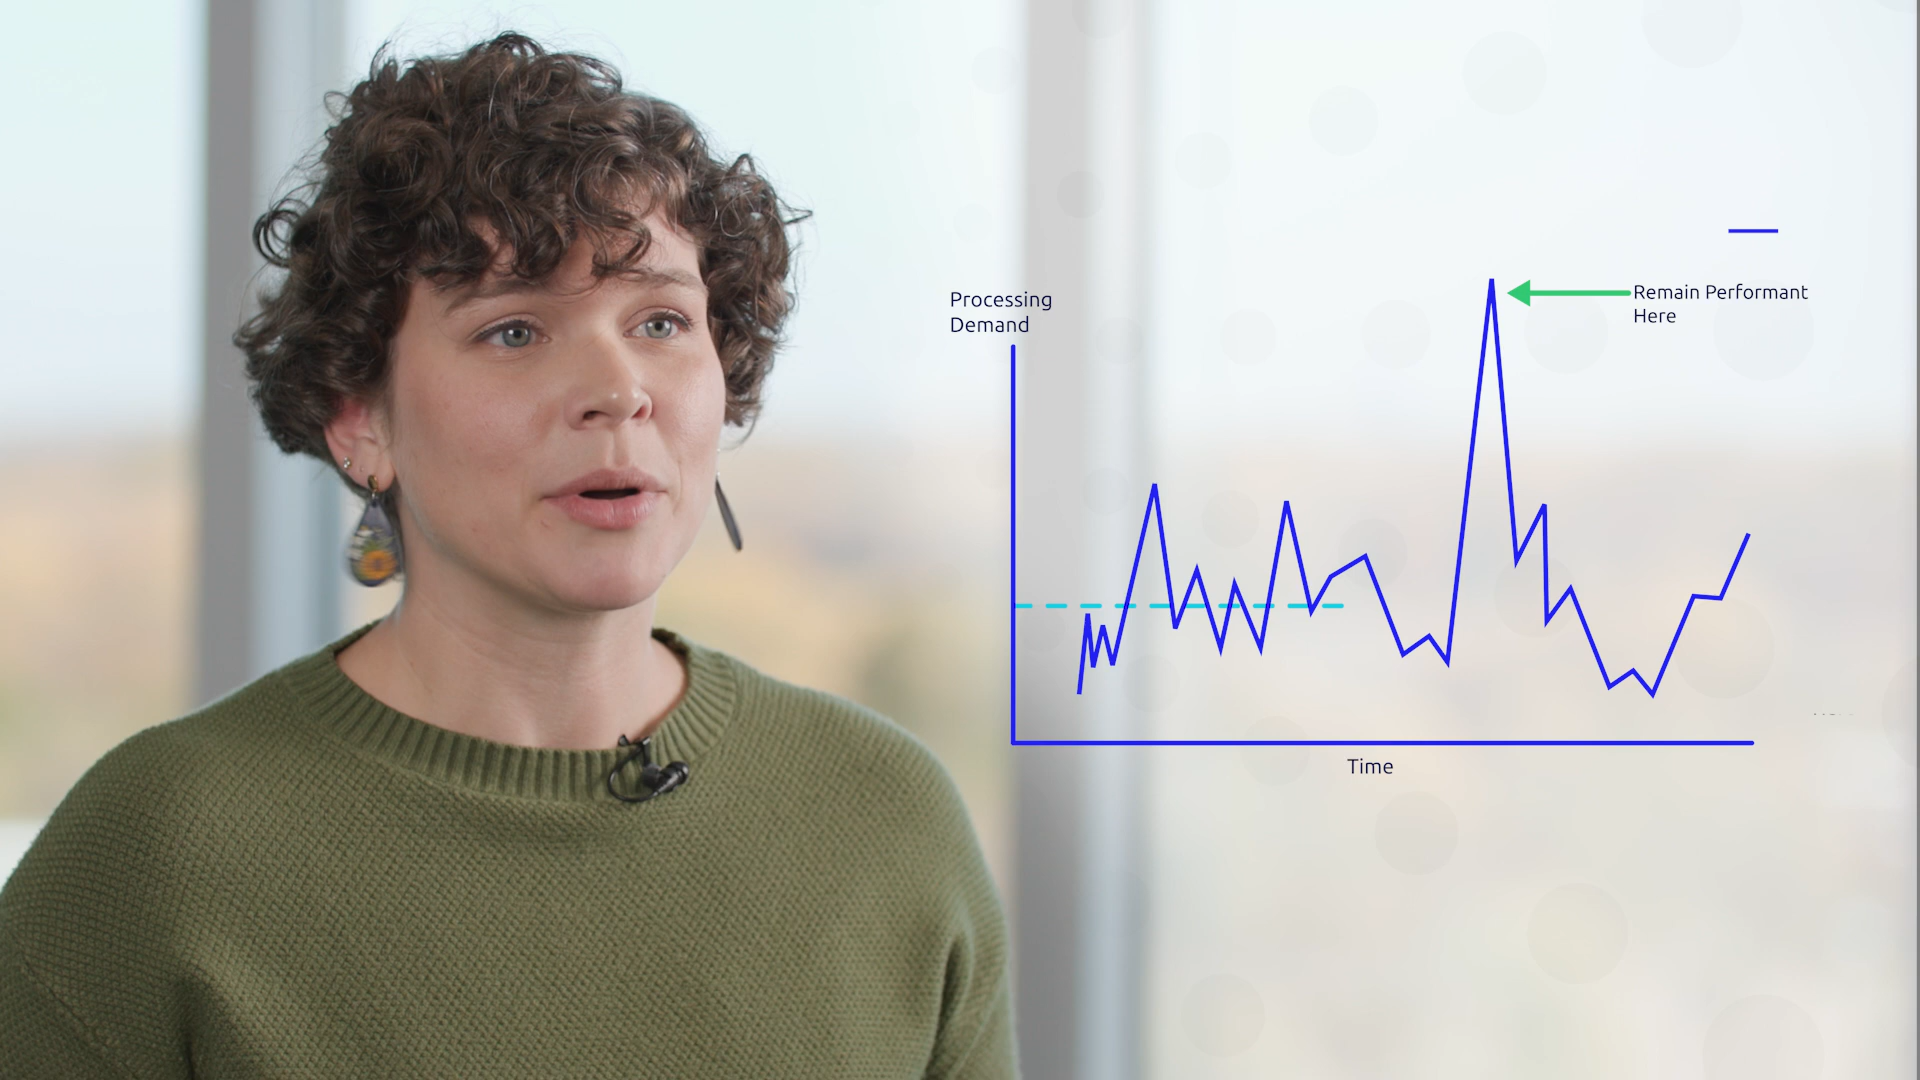 Processing
Demand
Remain Performant
Here
Time